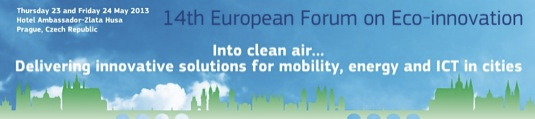 Thursday 23 and Friday 24 May 2013
Hotel Ambassador-Zlata Husa
Prague, Czech Republic
14th European Forum on Eco-innovation
Into clean air...
Delivering innovative solutions for mobility, energy and ICT in cities